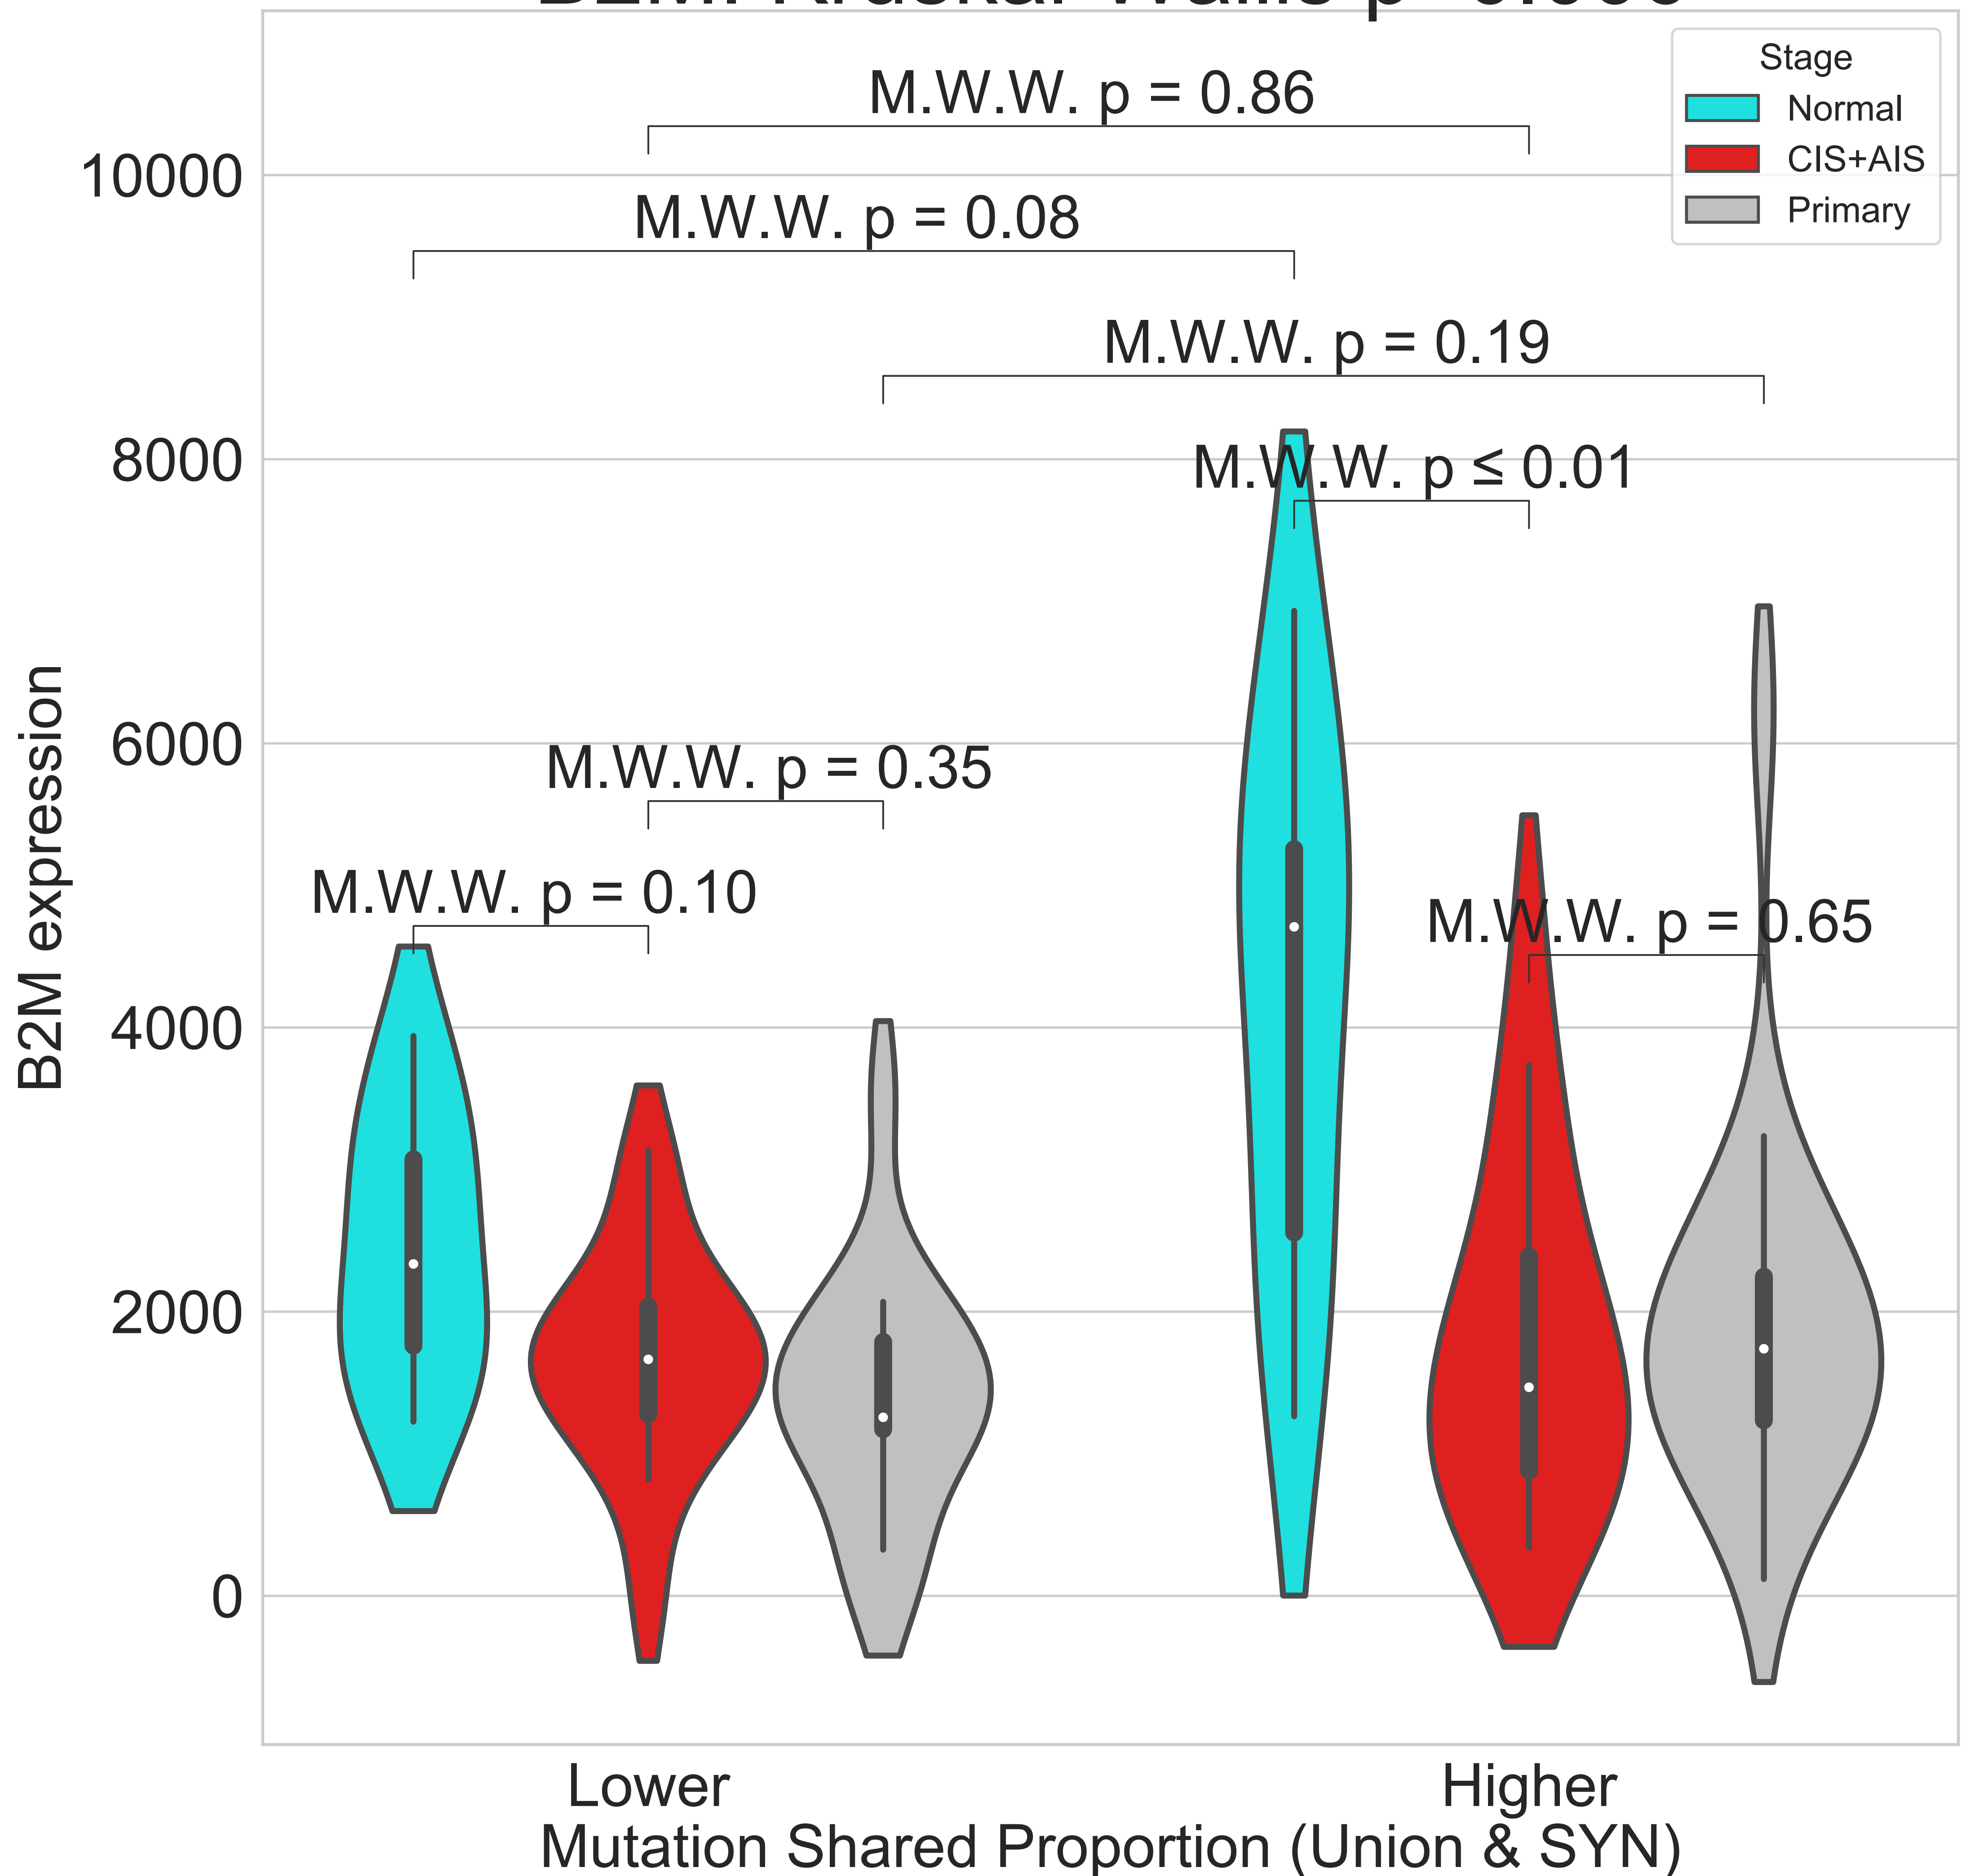 Stage
Normal
CIS+AIS
Primary
M.W.W. p = 0.86
M.W.W. p = 0.08
M.W.W. p = 0.19
M.W.W. p ≤ 0.01
M.W.W. p = 0.35
M.W.W. p = 0.10
M.W.W. p = 0.65
10000
8000
6000
4000
2000
0
B2M expression
Lower
Higher
Mutation Shared Proportion (Union & SYN)